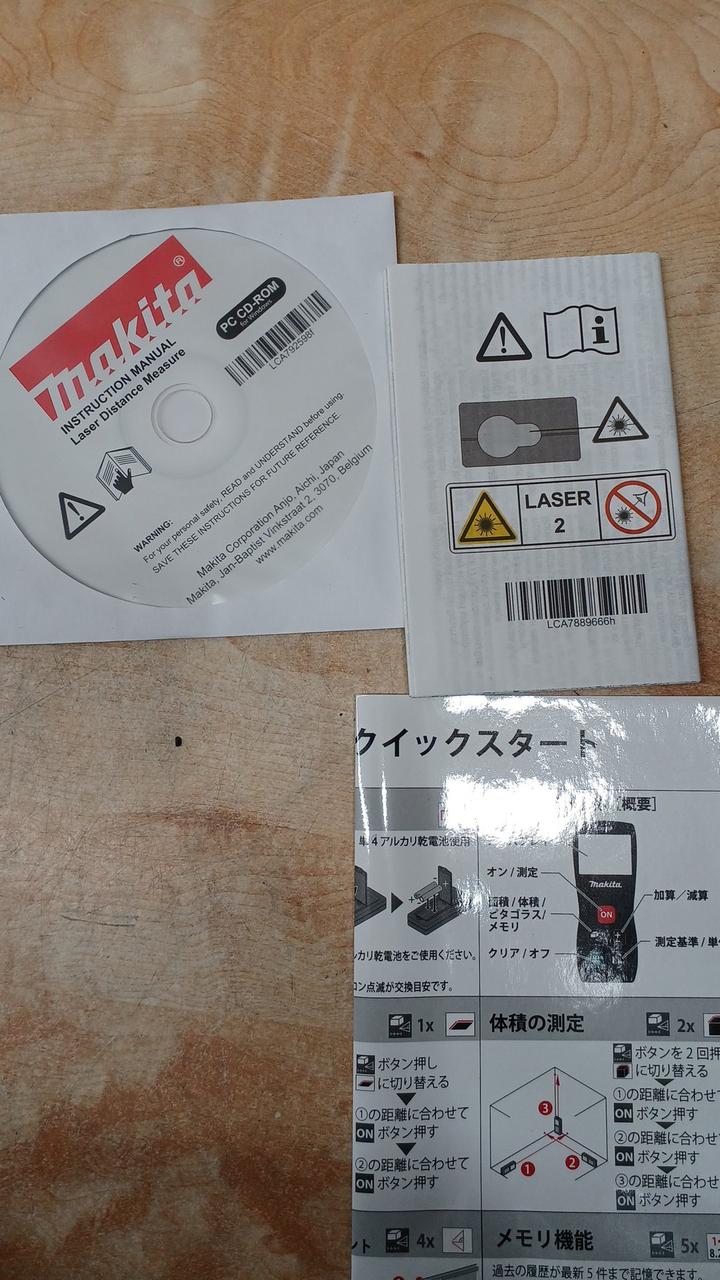 makita®
PC CD-ROM
for Windows
LCA792598f
INSTRUCTION MANUAL
Laser Distance Measure
WARNING:
For your personal safety, READ and UNDERSTAND before using.
SAVE THESE INSTRUCTIONS FOR FUTURE REFERENCE.
Makita Corporation Anjo, Aichi, Japan
Makita, Jan-Baptist Vinkstraat 2, 3070, Belgium
www.makita.com
LASER
2
LCA7889666h
クイックスタート
概要]
単4アルカリ乾電池使用
ルカリ乾電池をご使用ください。
コン点滅が交換目安です。
オン / 測定
面積 / 体積 /
ピタゴラス/
メモリ
クリア / オフ
makita
ON
加算／減算
測定基準 / 単
1x
ボタン押し
に切り替える
①の距離に合わせて
ON ボタン押す
②の距離に合わせて
ON ボタン押す
体積の測定
2x
3
1
2
ボタンを2回押
に切り替える
①の距離に合わせ
ON ボタン押す
②の距離に合わせ
ON ボタン押す
③の距離に合わせ
ON ボタン押す
ント
4x
メモリ機能
5x
過去の履歴が最新5件まで記憶できます。